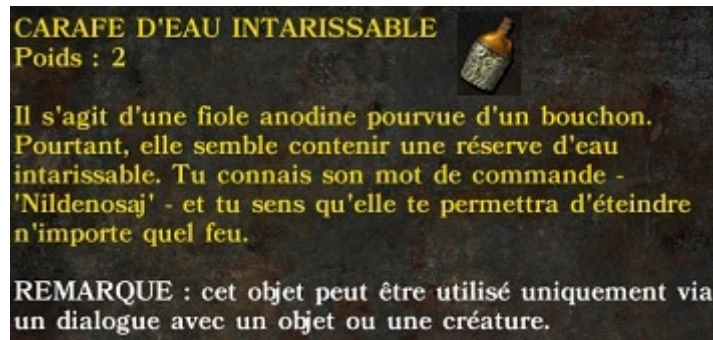 CARAFE D'EAU INTARISSABLE
Poids : 2
Il s'agit d'une fiole anodine pourvue d'un bouchon.
Pourtant, elle semble contenir une réserve d'eau
intarissable. Tu connais son mot de commande -
'Nildenosaj' - et tu sens qu'elle te permettra d'éteindre
n'importe quel feu.
REMARQUE : cet objet peut être utilisé uniquement via
un dialogue avec un objet ou une créature.